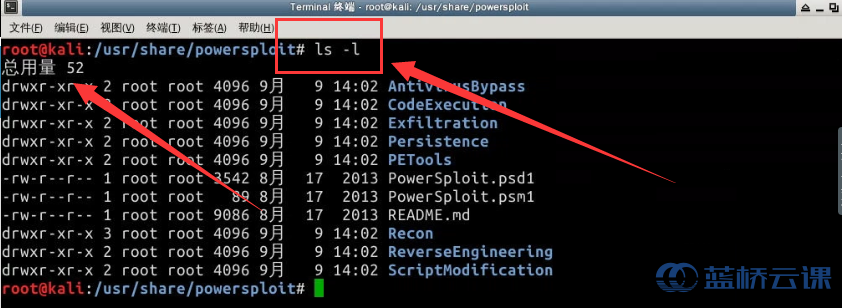 Terminal 终端 - root@kali: /usr/share/powersploit
文件(F) 编辑(E) 视图(V) 终端(T) 标签(A) 帮助(H)
root@kali:/usr/share/powersploit# ls -l
总用量 52
drwxr-xr-x 2 root root 4096 9月 9 14:02 AntivirusBypass
drwxr-xr-x 2 root root 4096 9月 9 14:02 CodeExecution
drwxr-xr-x 2 root root 4096 9月 9 14:02 Exfiltration
drwxr-xr-x 2 root root 4096 9月 9 14:02 Persistence
drwxr-xr-x 2 root root 4096 9月 9 14:02 PETools
-rw-r--r-- 1 root root 3542 8月 17 2013 PowerSploit.psd1
-rw-r--r-- 1 root root 89 8月 17 2013 PowerSploit.psm1
-rw-r--r-- 1 root root 9086 8月 17 2013 README.md
drwxr-xr-x 3 root root 4096 9月 9 14:02 Recon
drwxr-xr-x 2 root root 4096 9月 9 14:02 ReverseEngineering
drwxr-xr-x 2 root root 4096 9月 9 14:02 ScriptModification
root@kali:/usr/share/powersploit#
蓝桥云课